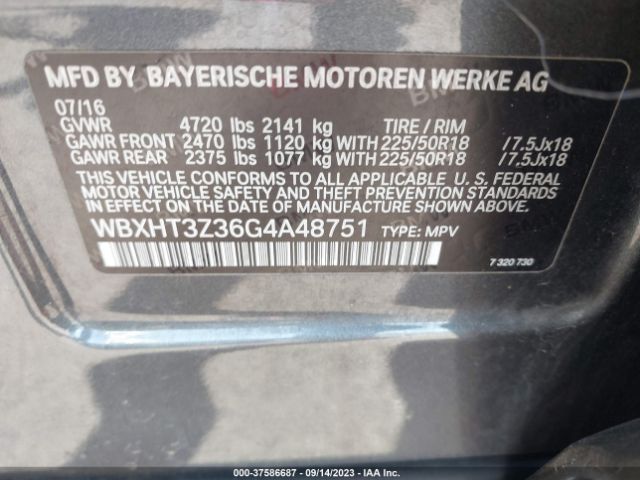 MFD BY BAYERISCHE MOTOREN WERKE AG
07/16
GVWR 4720 lbs 2141 kg TIRE / RIM
GAWR FRONT 2470 lbs 1120 kg WITH 225/50R18 /7.5Jx18
GAWR REAR 2375 lbs 1077 kg WITH 225/50R18 /7.5Jx18
THIS VEHICLE CONFORMS TO ALL APPLICABLE U. S. FEDERAL
MOTOR VEHICLE SAFETY AND THEFT PREVENTION
STANDARDS IN EFFECT ON THE DATE OF MANUFACTURE SHOWN ABOVE.
WBXHT3Z36G4A48751 TYPE: MPV
7 320 730
000-37586687 - 09/14/2023 - IAA Inc.